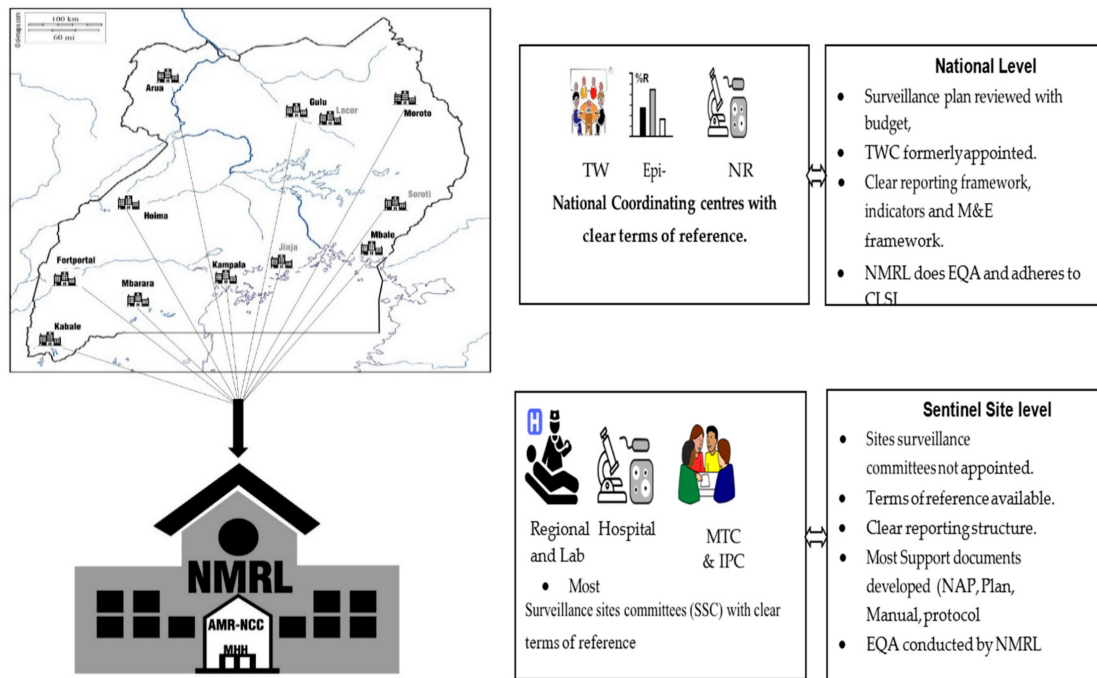 100 km
60 mi
© d-maps.com
Arua
Gulu
Lacor
Moroto
Soroti
Hoima
Mbale
Jinja
Fortportal
Kampala
Mbarara
Kabale
NMRL
AMR-NCC
MHH
%R
TW Epi- NR
National Coordinating centres with
clear terms of reference.
National Level
• Surveillance plan reviewed with
budget,
• TWC formerly appointed.
• Clear reporting framework,
indicators and M&E
framework.
• NMRL does EQA and adheres to
CLSI
H
Regional Hospital
and Lab
MTC
& IPC
• Most
Surveillance sites committees (SSC) with clear
terms of reference
Sentinel Site level
• Sites surveillance
committees not appointed.
• Terms of reference available.
• Clear reporting structure.
• Most Support documents
developed (NAP, Plan,
Manual, protocol
• EQA conducted by NMRL